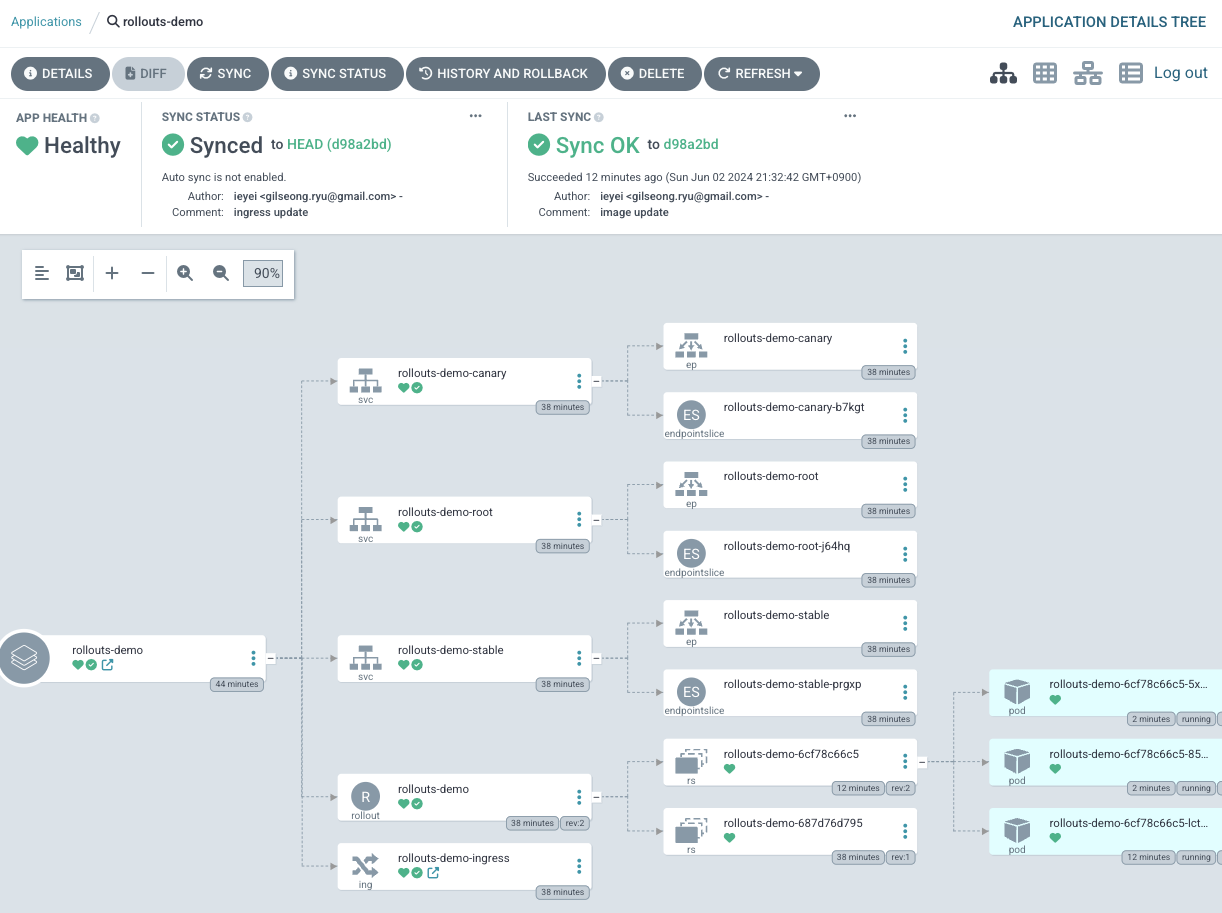 Applications / rollouts-demo
APPLICATION DETAILS TREE
DETAILS DIFF SYNC SYNC STATUS HISTORY AND ROLLBACK DELETE REFRESH
Log out
APP HEALTH
Healthy
SYNC STATUS
Synced to HEAD (d98a2bd)
Auto sync is not enabled.
Author: ieyei <gilseong.ryu@gmail.com> -
Comment: ingress update
LAST SYNC
Sync OK to d98a2bd
Succeeded 12 minutes ago (Sun Jun 02 2024 21:32:42 GMT+0900)
Author: ieyei <gilseong.ryu@gmail.com> -
Comment: image update
90%
rollouts-demo
44 minutes
rollouts-demo-canary
svc
38 minutes
rollouts-demo-root
svc
38 minutes
rollouts-demo-stable
svc
38 minutes
R
rollouts-demo
rollout
38 minutes rev:2
rollouts-demo-ingress
ing
38 minutes
rollouts-demo-canary
ep
38 minutes
ES
rollouts-demo-canary-b7kgt
endpointslice
38 minutes
rollouts-demo-root
ep
38 minutes
ES
rollouts-demo-root-j64hq
endpointslice
38 minutes
rollouts-demo-stable
ep
38 minutes
ES
rollouts-demo-stable-prgxp
endpointslice
38 minutes
rollouts-demo-6cf78c66c5
rs
12 minutes rev:2
rollouts-demo-687d76d795
rs
38 minutes rev:1
rollouts-demo-6cf78c66c5-5x...
pod
2 minutes running
rollouts-demo-6cf78c66c5-85...
pod
2 minutes running
rollouts-demo-6cf78c66c5-lct...
pod
12 minutes running